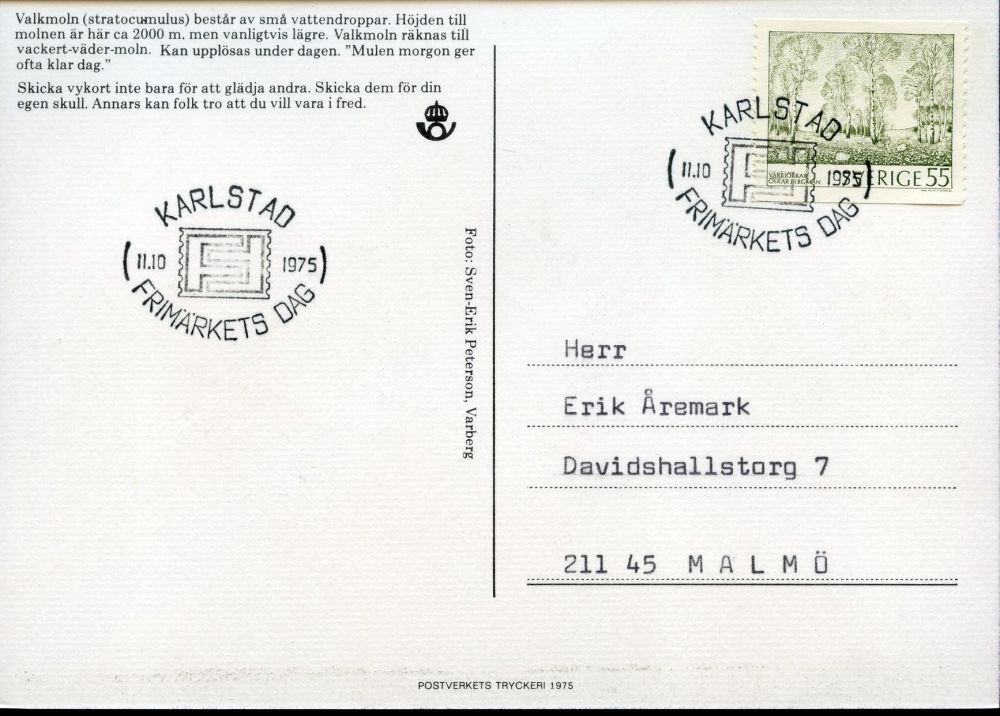 Valkmoln (stratocumulus) består av små vattendroppar. Höjden till
molnen är här ca 2000 m, men vanligtvis lägre. Valkmoln räknas till
vackert-väder-moln. Kan upplösas under dagen. "Mulen morgon ger
ofta klar dag."
Skicka vykort inte bara för att glädja andra. Skicka dem för din
egen skull. Annars kan folk tro att du vill vara i fred.
KARLSTAD
11.10 1975
FRIMÄRKETS DAG
Foto: Sven-Erik Peterson, Varberg
KARLSTAD
11.10 1975
FRIMÄRKETS DAG
VÅRBJÖRKAR
OSKAR BERGMAN
SVERIGE 55
Herr
Erik Åremark
Davidshallstorg 7
211 45 M A L M Ö
POSTVERKETS TRYCKERI 1975